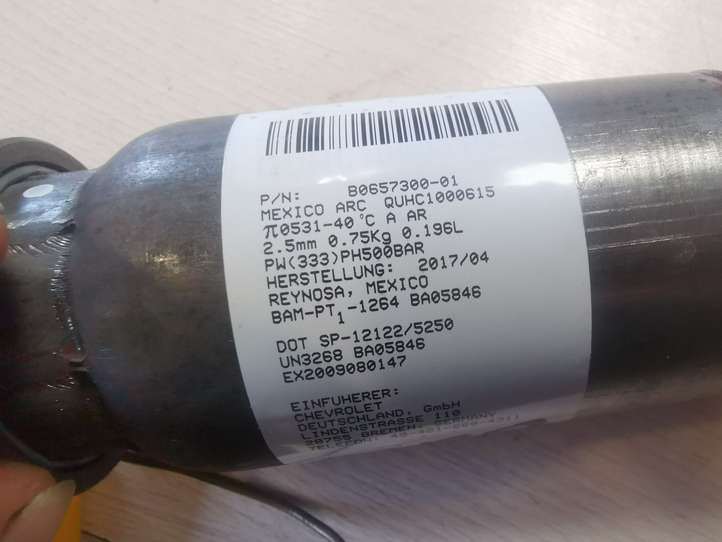 P/N: B0657300-01
MEXICO ARC QUHC1000615
π0531-40°C A AR
2.5mm 0.75Kg 0.196L
PW(333)PH500BAR
HERSTELLUNG: 2017/04
REYNOSA, MEXICO
BAM-PT₁-1264 BA05846
DOT SP-12122/5250
UN3268 BA05846
EX2009080147
EINFUHERER:
CHEVROLET
DEUTSCHLAND, GmbH
LINDENSTRASSE 110
28755 BREMEN, GERMANY
TELEFON: